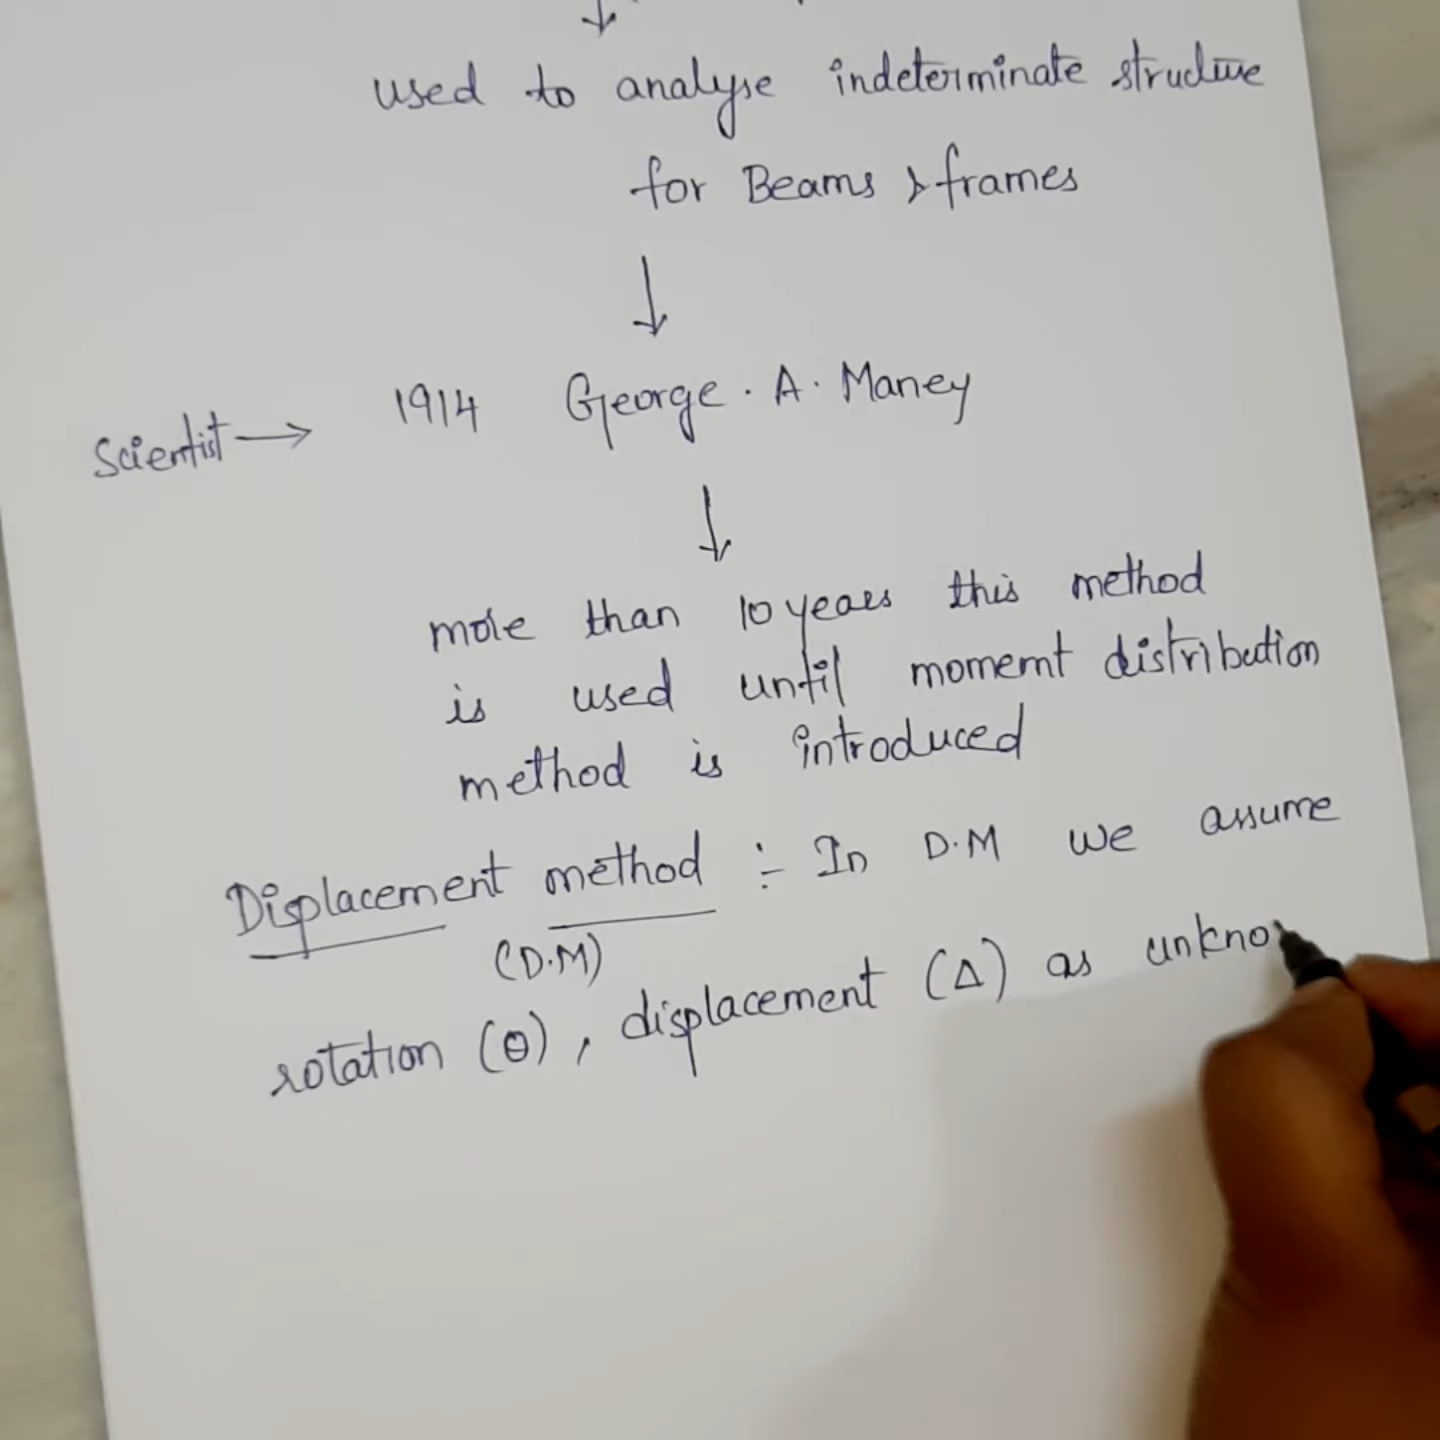 used to analyse indeterminate structure
for Beams & frames
Scientist → 1914 George. A. Maney
more than 10 years this method
is used until moment distribution
method is introduced
Displacement method :- In D.M we assume
(D.M)
rotation (θ), displacement (Δ) as unkno